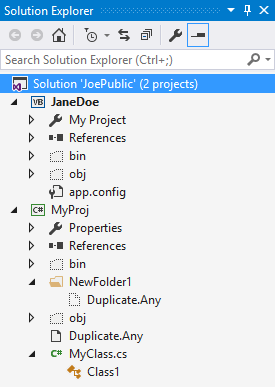 Solution Explorer
Search Solution Explorer (Ctrl+;)
Solution 'JoePublic' (2 projects)
VB JaneDoe
My Project
References
bin
obj
app.config
C# MyProj
Properties
References
bin
NewFolder1
Duplicate.Any
obj
Duplicate.Any
C# MyClass.cs
Class1